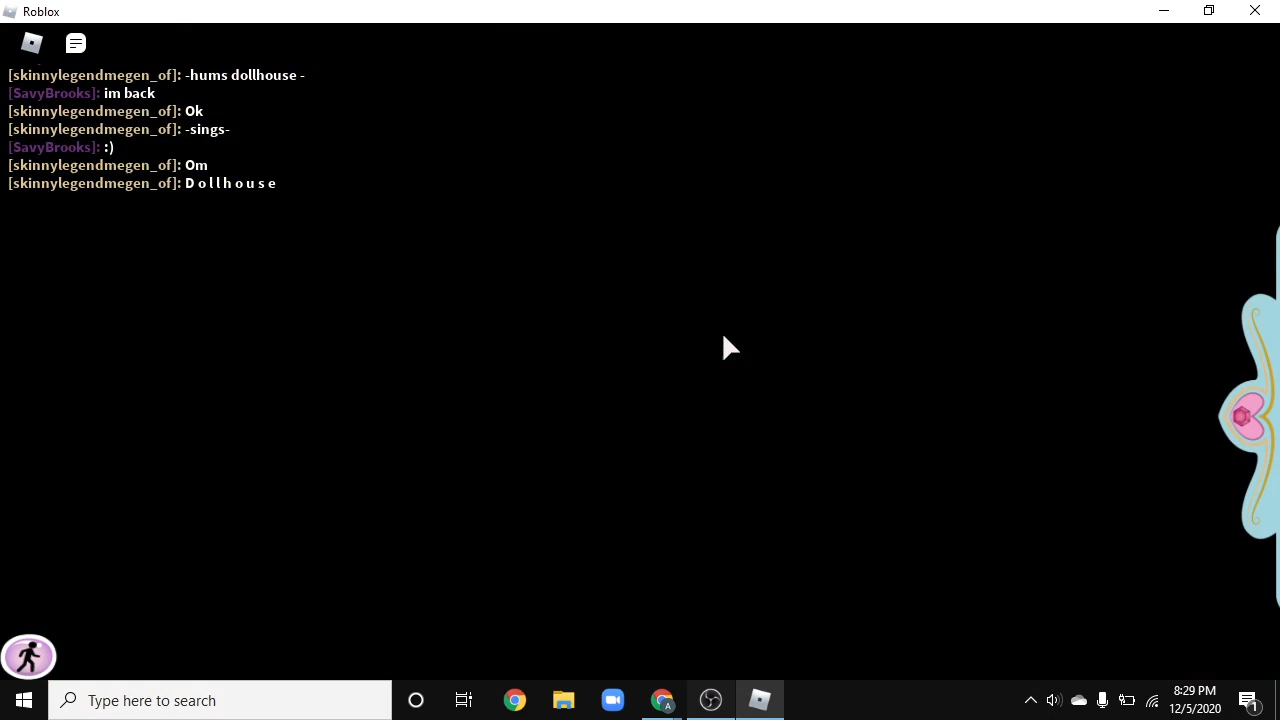 Roblox
[skinnylegendmegen_of]: -hums dollhouse -
[SavyBrooks]: im back
[skinnylegendmegen_of]: Ok
[skinnylegendmegen_of]: -sings-
[SavyBrooks]: :)
[skinnylegendmegen_of]: Om
[skinnylegendmegen_of]: D o l l h o u s e
Type here to search
A
8:29 PM
12/5/2020
1